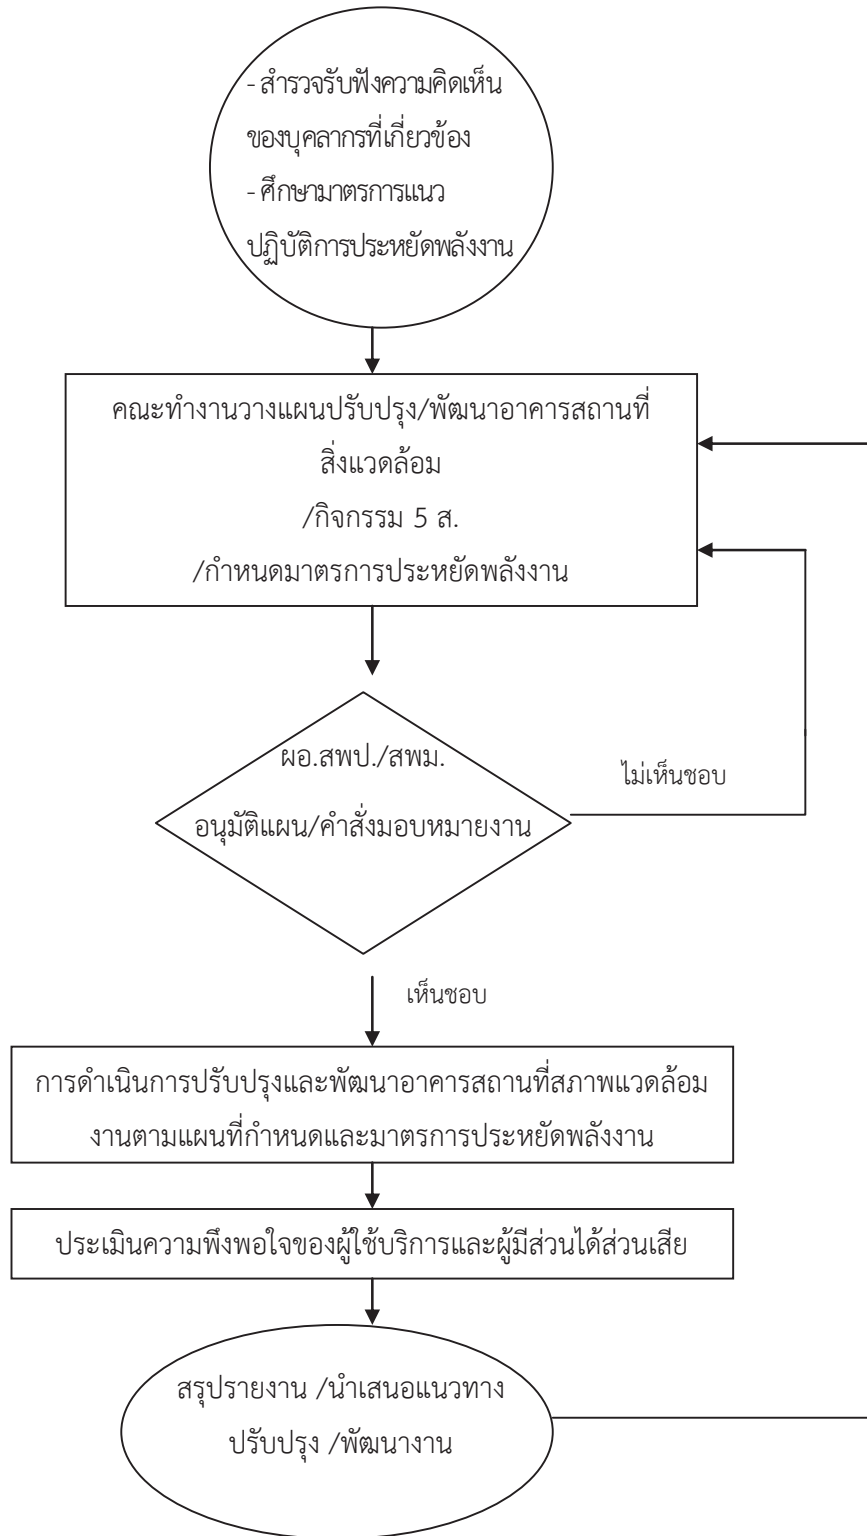 - สำรวจรับฟังความคิดเห็น
ของบุคลากรที่เกี่ยวข้อง
- ศึกษามาตรการแนว
ปฏิบัติการประหยัดพลังงาน
คณะทำงานวางแผนปรับปรุง/พัฒนาอาคารสถานที่
สิ่งแวดล้อม
/กิจกรรม 5 ส.
/กำหนดมาตรการประหยัดพลังงาน
ผอ.สพป./สพม.
อนุมัติแผน/คำสั่งมอบหมายงาน
ไม่เห็นชอบ
เห็นชอบ
การดำเนินการปรับปรุงและพัฒนาอาคารสถานที่สภาพแวดล้อม
งานตามแผนที่กำหนดและมาตรการประหยัดพลังงาน
ประเมินความพึงพอใจของผู้ใช้บริการและผู้มีส่วนได้ส่วนเสีย
สรุปรายงาน /นำเสนอแนวทาง
ปรับปรุง /พัฒนางาน